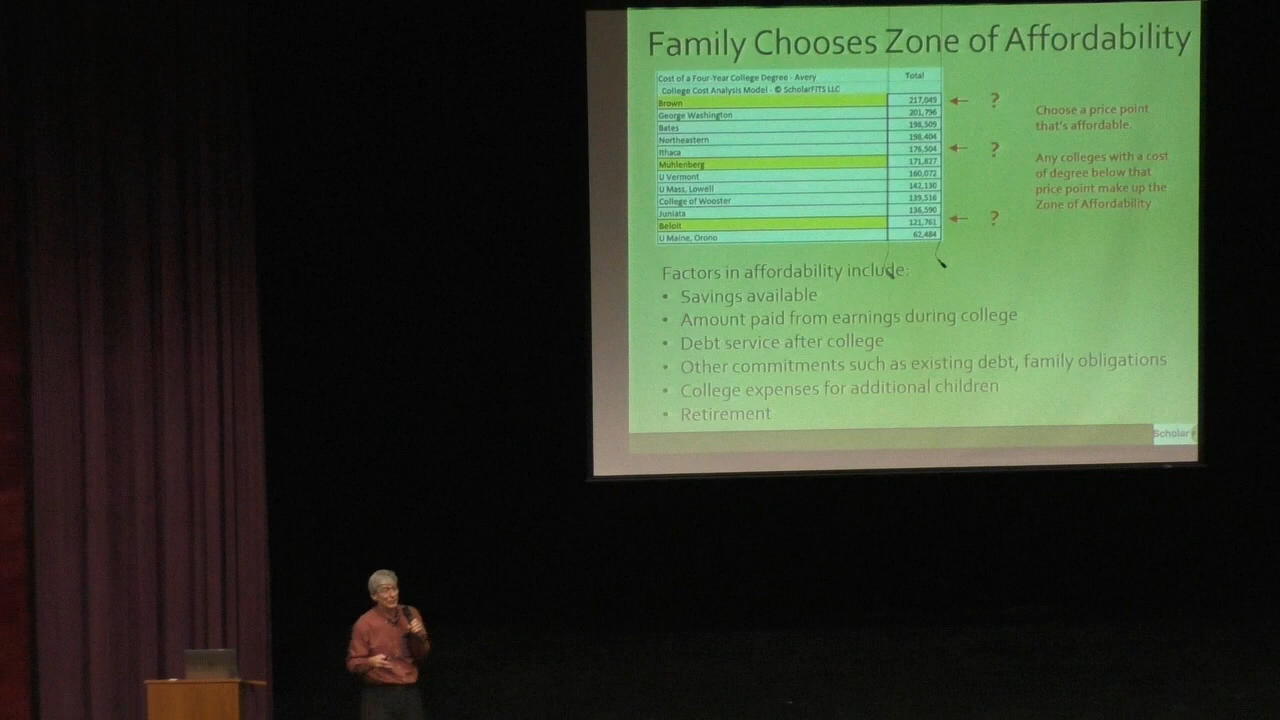 Family Chooses Zone of Affordability
Cost of a Four-Year College Degree - Avery Total
College Cost Analysis Model - © ScholarFITS LLC
Brown 217,049 ?
George Washington 201,796
Bates 198,509
Northeastern 198,404
Ithaca 176,504 ?
Muhlenberg 171,827
U Vermont 160,072
U Mass, Lowell 142,130
College of Wooster 139,516
Juniata 136,590
Beloit 121,761 ?
U Maine, Orono 62,484
Choose a price point
that's affordable.
Any colleges with a cost
of degree below that
price point make up the
Zone of Affordability
Factors in affordability include:
• Savings available
• Amount paid from earnings during college
• Debt service after college
• Other commitments such as existing debt, family obligations
• College expenses for additional children
• Retirement
Scholar